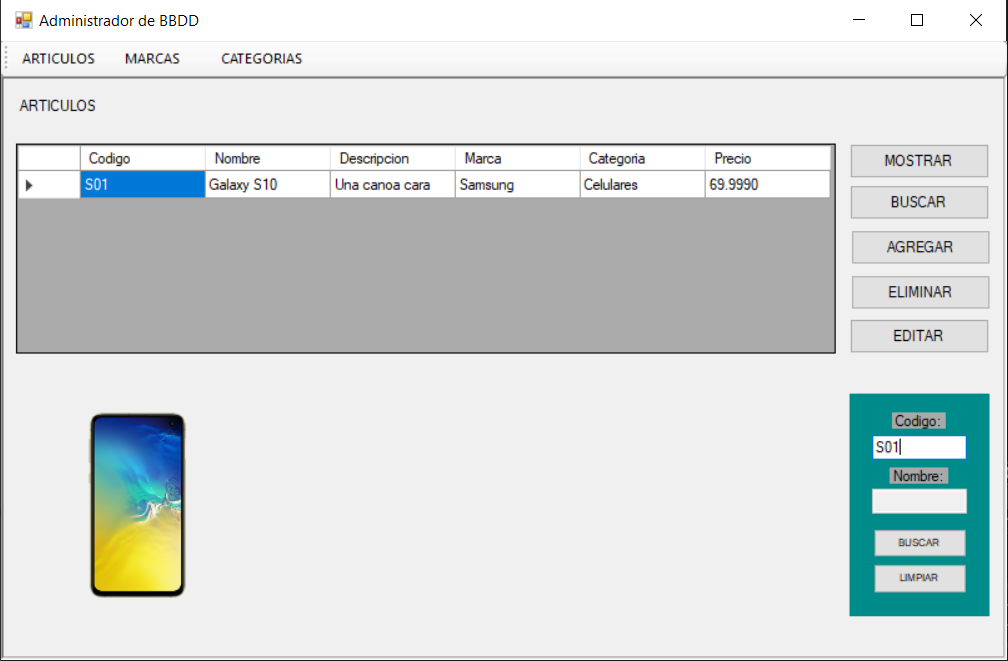 Administrador de BBDD
ARTICULOS MARCAS CATEGORIAS
ARTICULOS
Codigo Nombre Descripcion Marca Categoria Precio
S01 Galaxy S10 Una canoa cara Samsung Celulares 69.9990
MOSTRAR
BUSCAR
AGREGAR
ELIMINAR
EDITAR
Codigo:
S01
Nombre:
BUSCAR
LIMPIAR